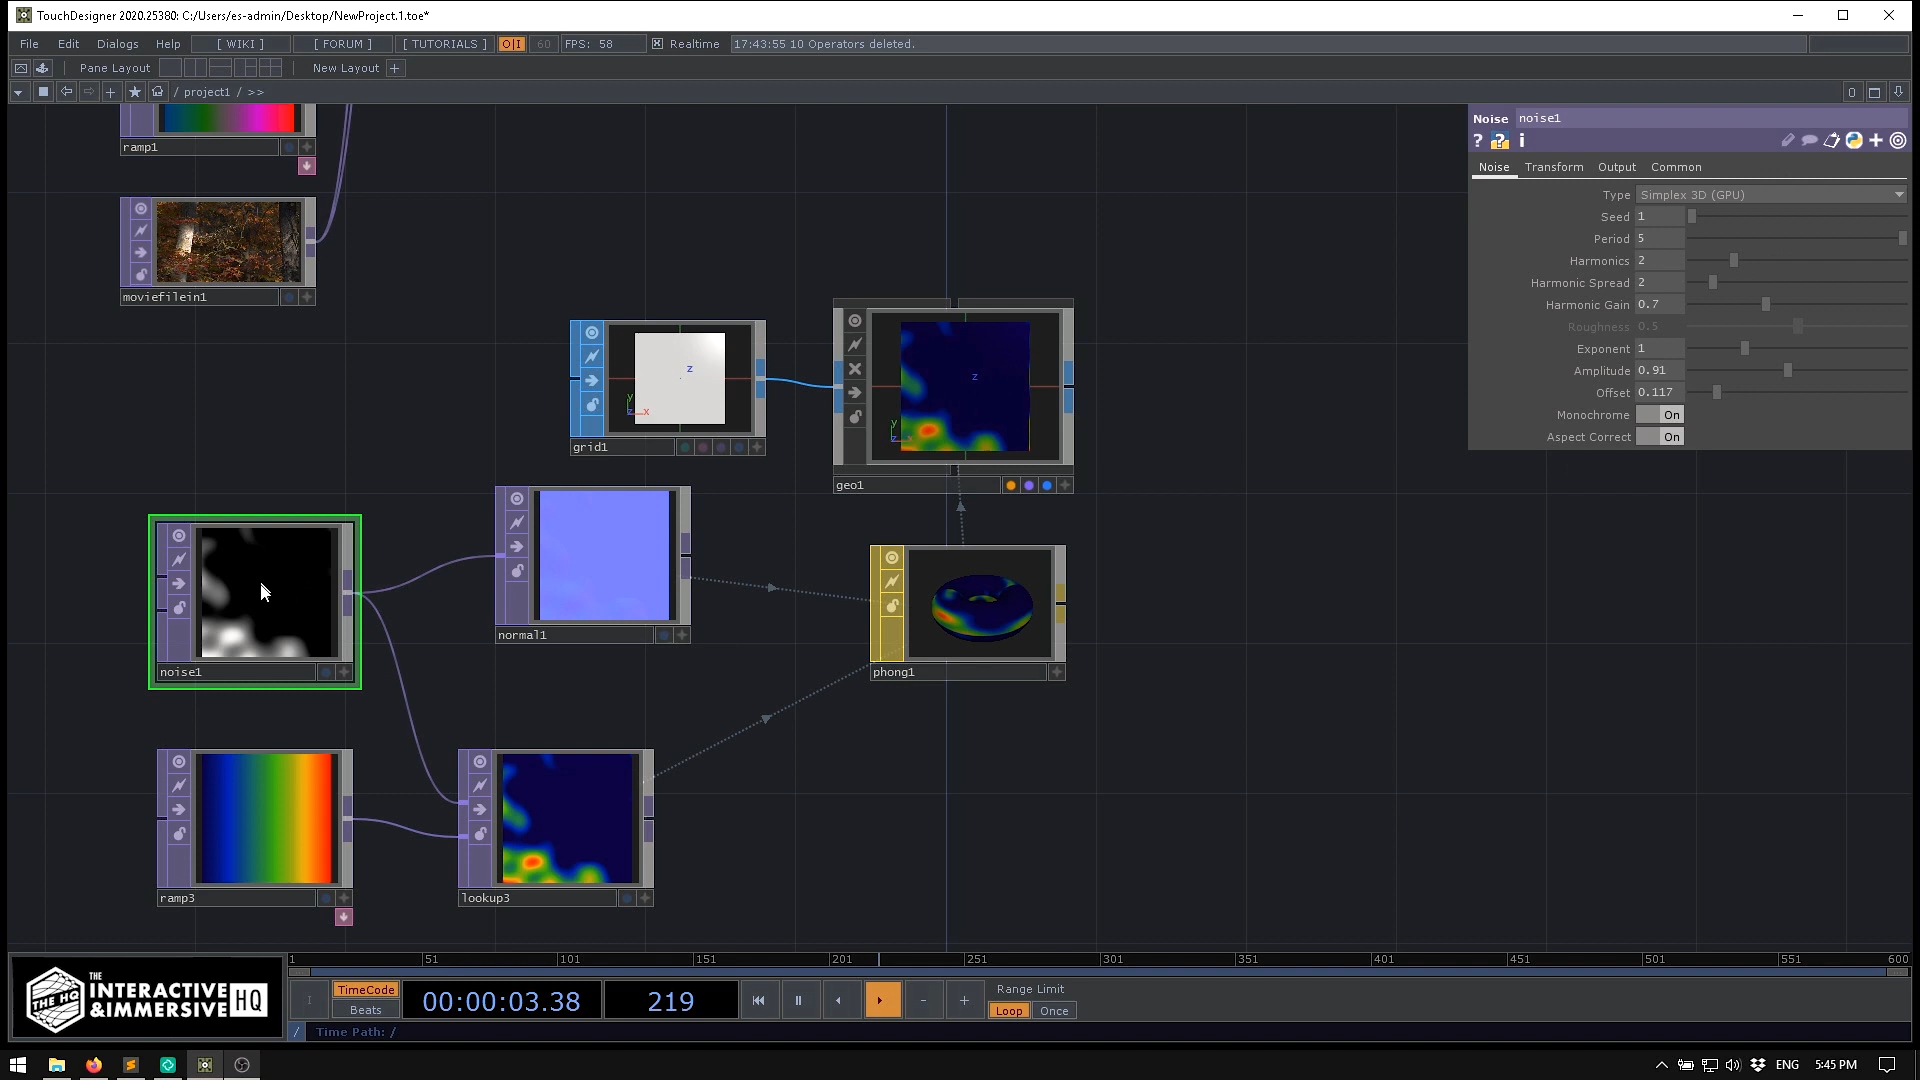 TouchDesigner 2020.25380: C:/Users/es-admin/Desktop/NewProject.1.toe*
File Edit Dialogs Help [ WIKI ] [ FORUM ] [ TUTORIALS ] O|I 60 FPS: 58 Realtime 17:43:55 10 Operators deleted.
Pane Layout New Layout +
/ project1 / >> 0
ramp1
moviefilein1
grid1
geo1
noise1
normal1
phong1
ramp3
lookup3
z
y
x
z
y
z
Noise noise1
? ? i
Noise Transform Output Common
Type Simplex 3D (GPU)
Seed 1
Period 5
Harmonics 2
Harmonic Spread 2
Harmonic Gain 0.7
Roughness 0.5
Exponent 1
Amplitude 0.91
Offset 0.117
Monochrome On
Aspect Correct On
1 51 101 151 201 251 301 351 401 451 501 551 600
THE HQ
THE
INTERACTIVE
&IMMERSIVE HQ
I
TimeCode
Beats
00:00:03.38
219
- +
Range Limit
Loop Once
/ Time Path: /
ENG 5:45 PM